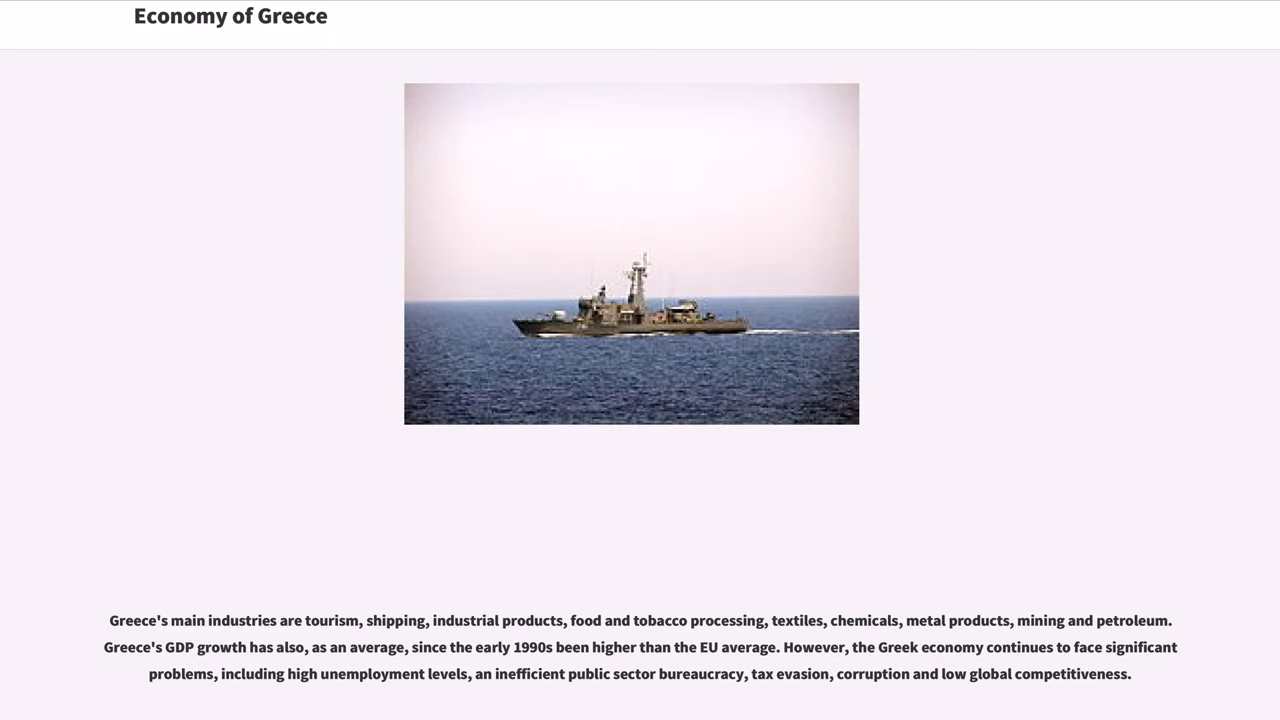 Economy of Greece
Greece's main industries are tourism, shipping, industrial products, food and tobacco processing, textiles, chemicals, metal products, mining and petroleum.
Greece's GDP growth has also, as an average, since the early 1990s been higher than the EU average. However, the Greek economy continues to face significant
problems, including high unemployment levels, an inefficient public sector bureaucracy, tax evasion, corruption and low global competitiveness.